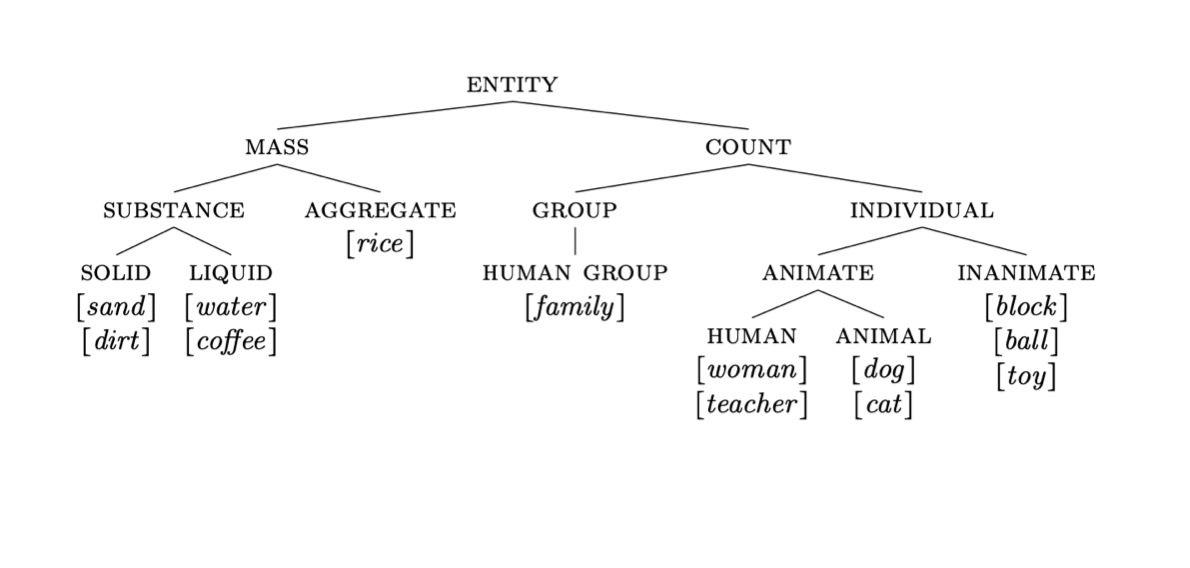 ENTITY
MASS COUNT
SUBSTANCE AGGREGATE GROUP INDIVIDUAL
[rice]
SOLID LIQUID HUMAN GROUP ANIMATE INANIMATE
[sand] [water] [family] [block]
[dirt] [coffee] HUMAN ANIMAL [ball]
[woman] [dog] [toy]
[teacher] [cat]